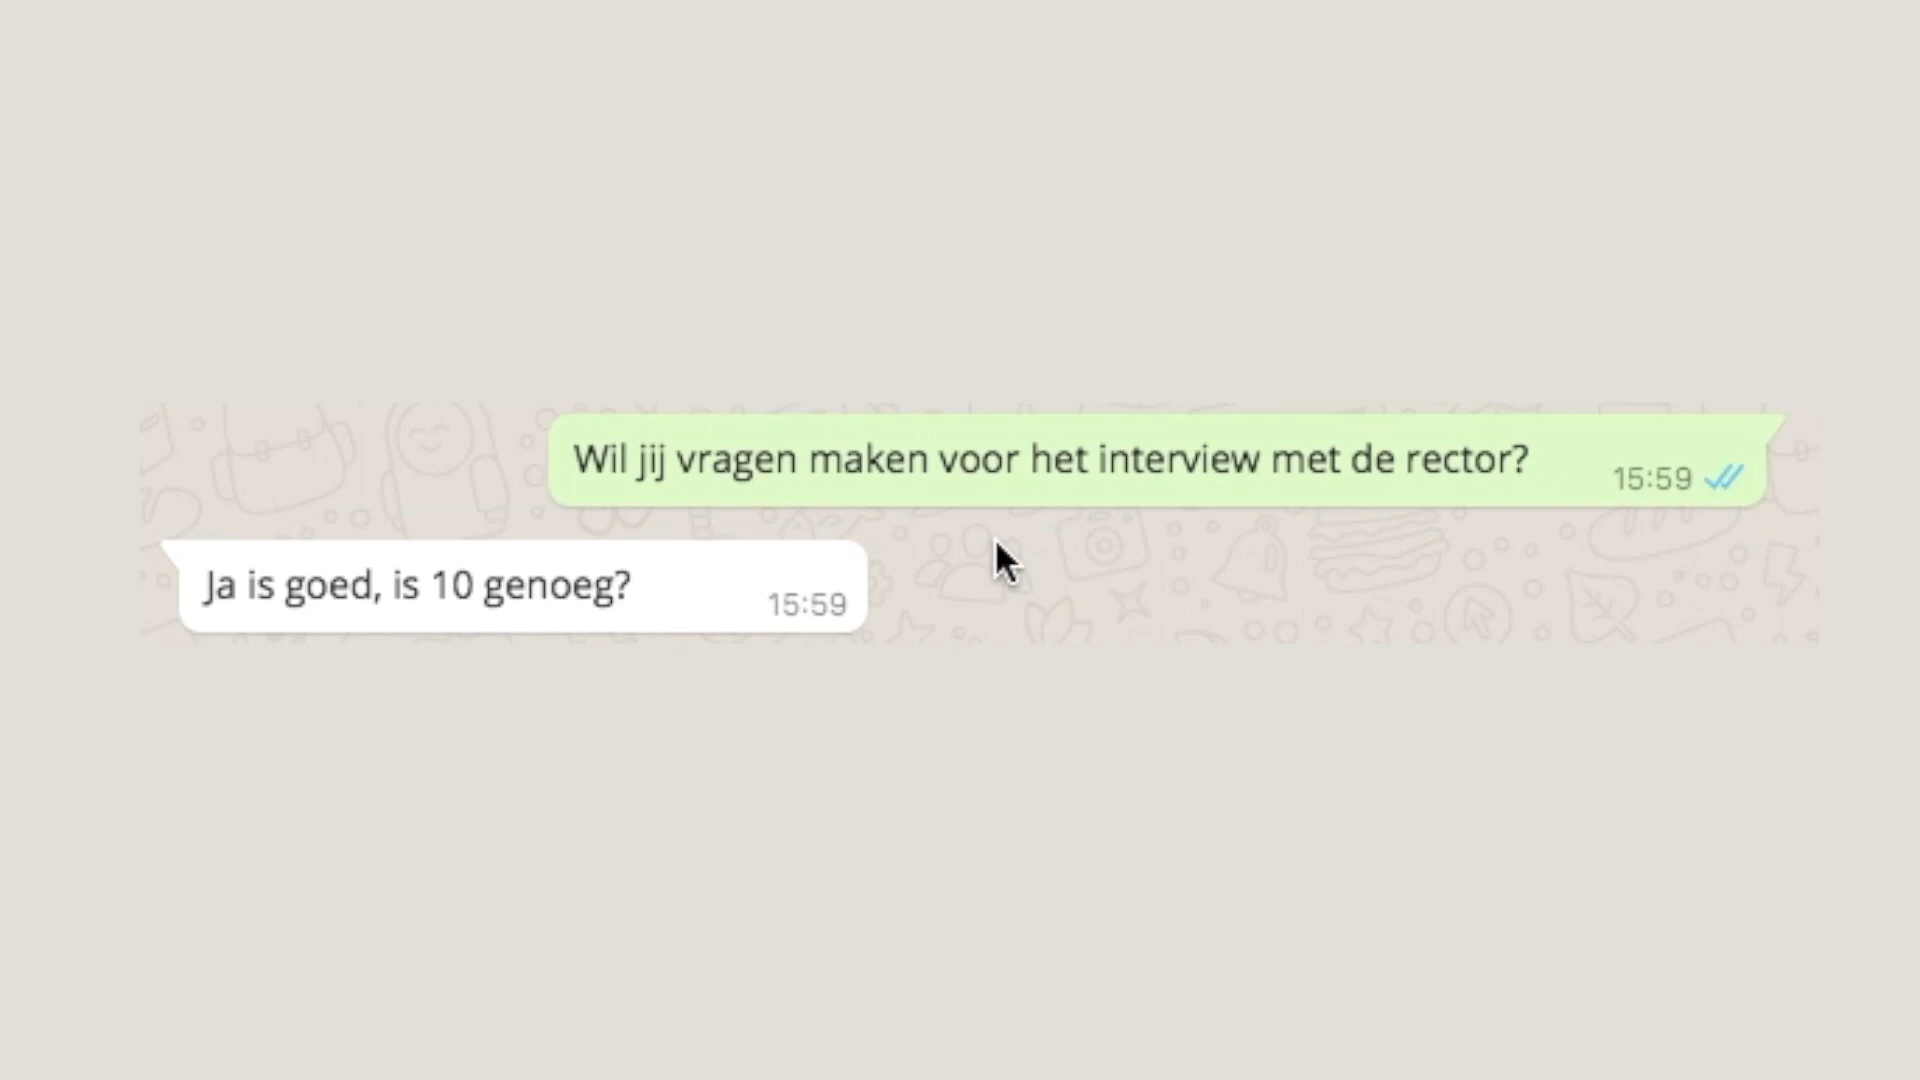 Wil jij vragen maken voor het interview met de rector?
15:59
Ja is goed, is 10 genoeg?
15:59